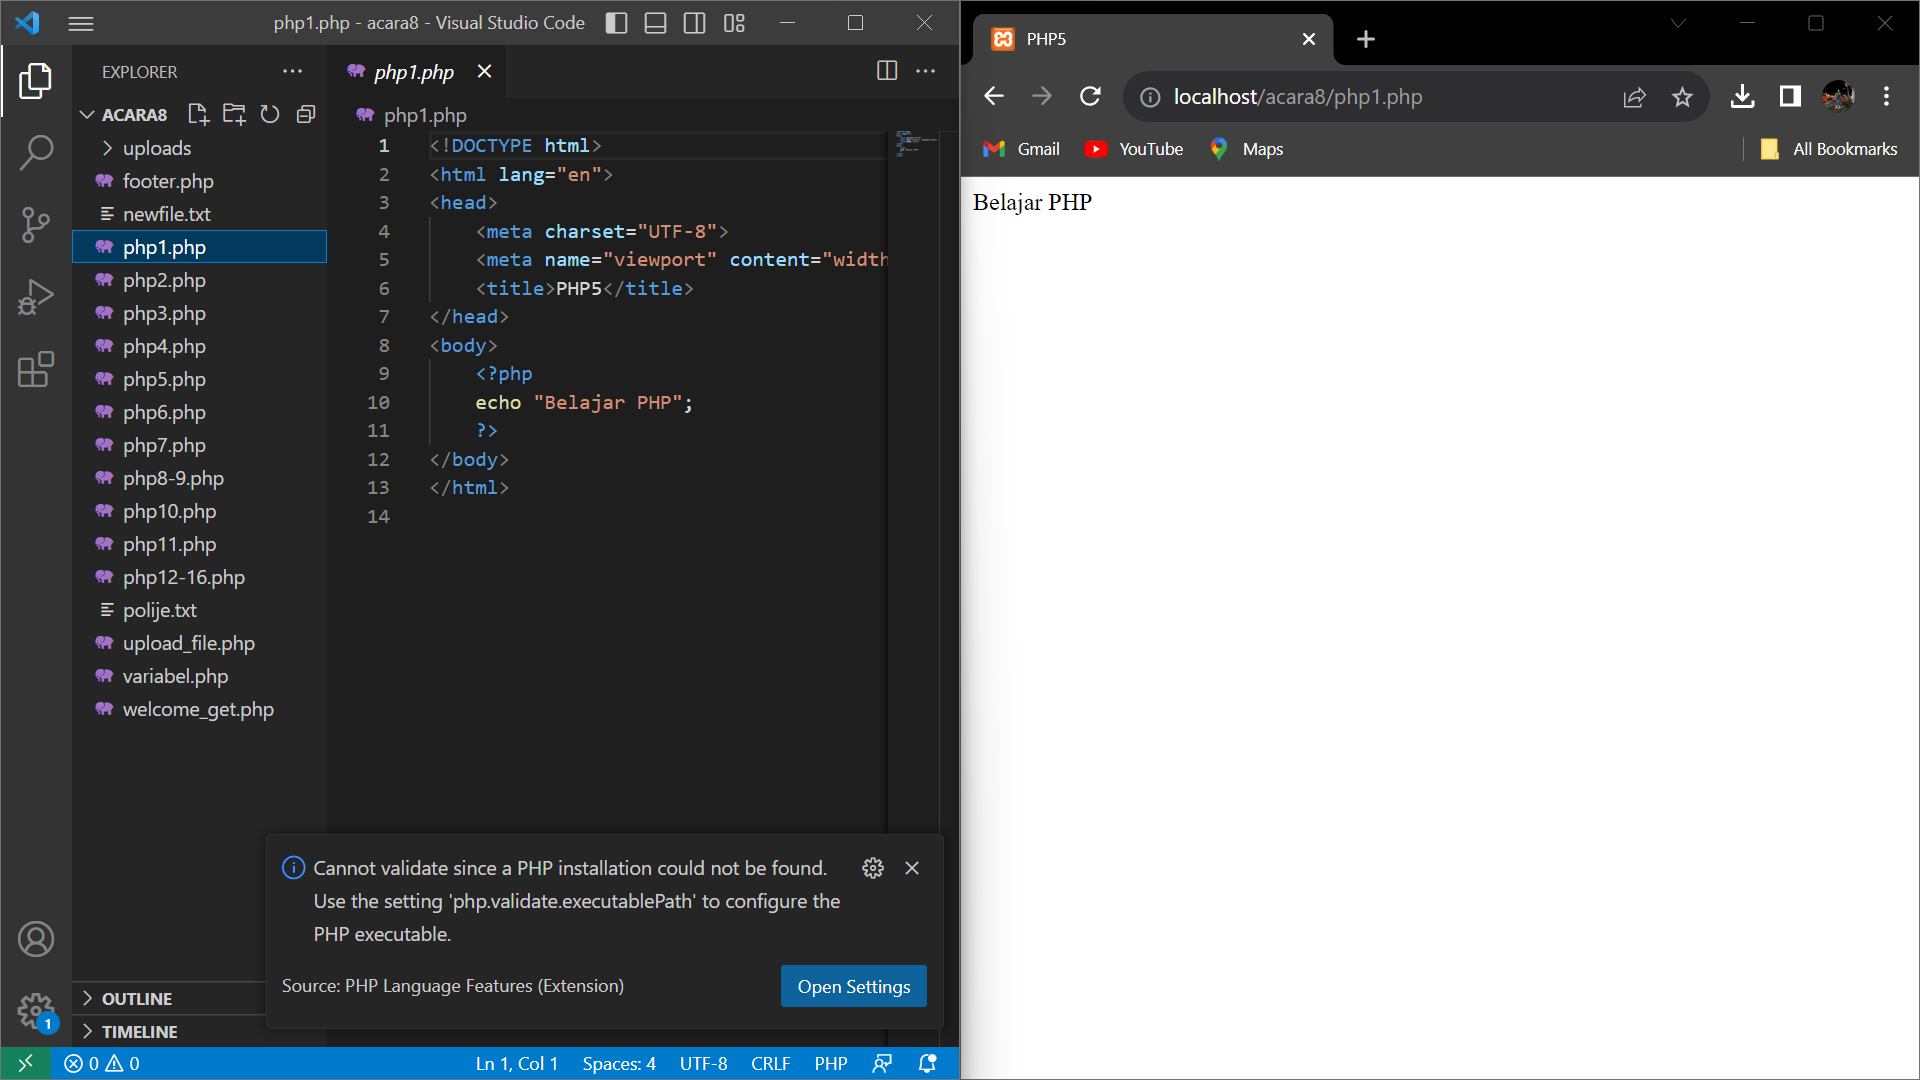 php1.php - acara8 - Visual Studio Code
EXPLORER
ACARA8
uploads
footer.php
newfile.txt
php1.php
php2.php
php3.php
php4.php
php5.php
php6.php
php7.php
php8-9.php
php10.php
php11.php
php12-16.php
polije.txt
upload_file.php
variabel.php
welcome_get.php
OUTLINE
TIMELINE
php1.php
php1.php
1 <!DOCTYPE html>
2 <html lang="en">
3 <head>
4 <meta charset="UTF-8">
5 <meta name="viewport" content="width
6 <title>PHP5</title>
7 </head>
8 <body>
9 <?php
10 echo "Belajar PHP";
11 ?>
12 </body>
13 </html>
14
Cannot validate since a PHP installation could not be found.
Use the setting 'php.validate.executablePath' to configure the
PHP executable.
Source: PHP Language Features (Extension)
Open Settings
1
0 0
Ln 1, Col 1 Spaces: 4 UTF-8 CRLF PHP
PHP5
localhost/acara8/php1.php
Gmail YouTube Maps All Bookmarks
Belajar PHP